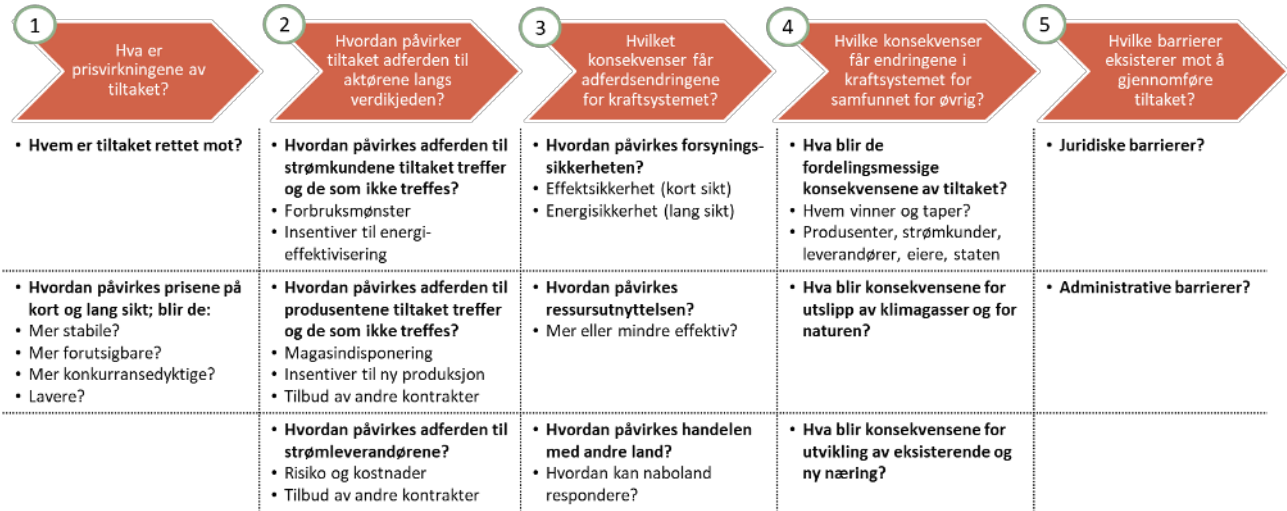 1
Hva er
prisvirkningene av
tiltaket?
2
Hvordan påvirker
tiltaket adferden til
aktørene langs
verdikjeden?
3
Hvilket
konsekvenser får
adferdsendringene
for kraftsystemet?
4
Hvilke konsekvenser
får endringene i
kraftsystemet for
samfunnet for øvrig?
5
Hvilke barrierer
eksisterer mot å
gjennomføre
tiltaket?
• Hvem er tiltaket rettet mot?
• Hvordan påvirkes adferden til
strømkundene tiltaket treffer
og de som ikke treffes?
• Forbruksmønster
• Insentiver til energi-
effektivisering
• Hvordan påvirkes forsynings-
sikkerheten?
• Effektsikkerhet (kort sikt)
• Energisikkerhet (lang sikt)
• Hva blir de
fordelingsmessige
konsekvensene av tiltaket?
• Hvem vinner og taper?
• Produsenter, strømkunder,
leverandører, eiere, staten
• Juridiske barrierer?
• Hvordan påvirkes prisene på
kort og lang sikt; blir de:
• Mer stabile?
• Mer forutsigbare?
• Mer konkurransedyktige?
• Lavere?
• Hvordan påvirkes adferden til
produsentene tiltaket treffer
og de som ikke treffes?
• Magasindisponering
• Insentiver til ny produksjon
• Tilbud av andre kontrakter
• Hvordan påvirkes
ressursutnyttelsen?
• Mer eller mindre effektiv?
• Hva blir konsekvensene for
utslipp av klimagasser og for
naturen?
• Administrative barrierer?
• Hvordan påvirkes adferden til
strømleverandørene?
• Risiko og kostnader
• Tilbud av andre kontrakter
• Hvordan påvirkes handelen
med andre land?
• Hvordan kan naboland
respondere?
• Hva blir konsekvensene for
utvikling av eksisterende og
ny næring?